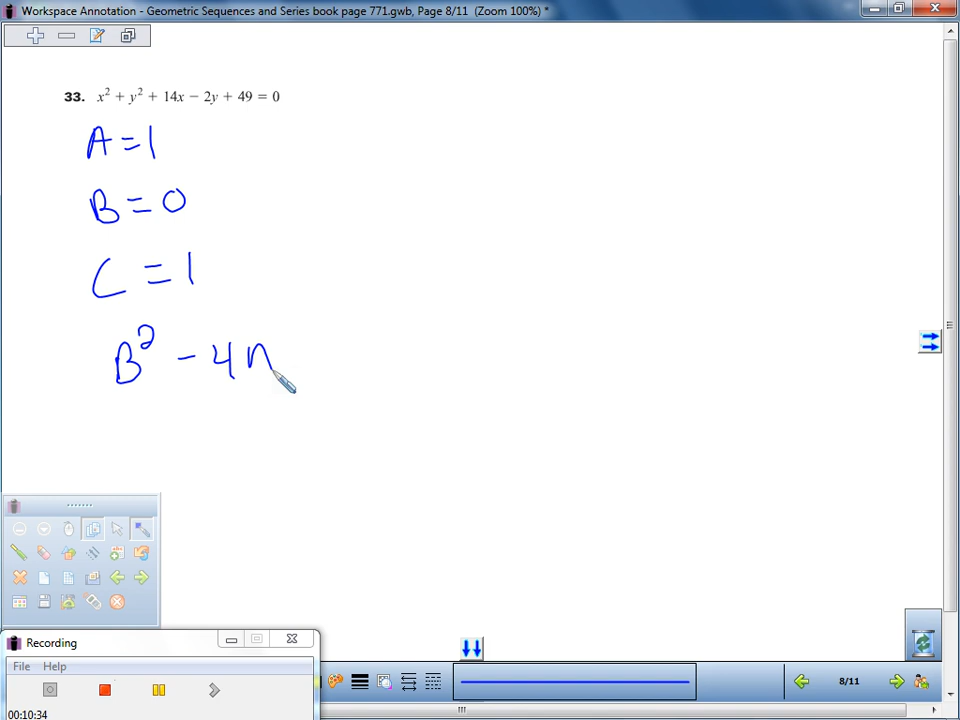 Workspace Annotation - Geometric Sequences and Series book page 771.gwb, Page 8/11 (Zoom 100%) *
33. x² + y² + 14x − 2y + 49 = 0
A = 1
B = 0
C = 1
B² - 4
Recording
File Help
00:10:34
8/11